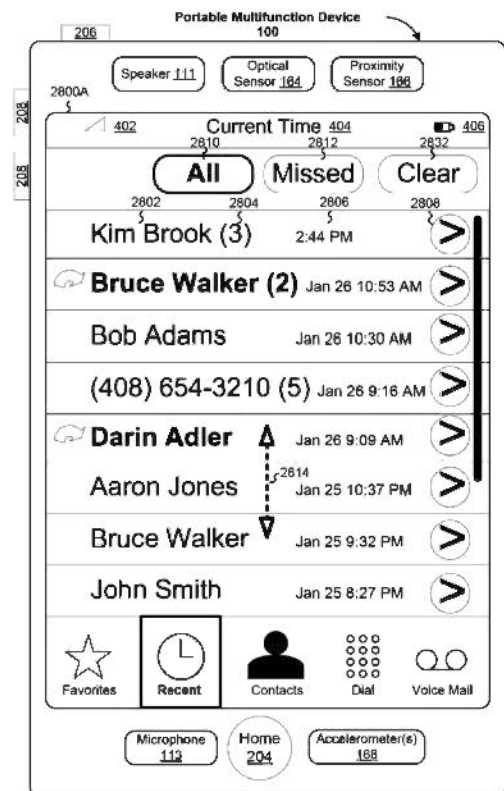 Portable Multifunction Device
100
206
Speaker 111
Optical
Sensor 164
Proximity
Sensor 166
2800A
208
402
Current Time 404
406
2810
2812
2832
208
All
Missed
Clear
2802
2804
2806
2808
Kim Brook (3) 2:44 PM >
Bruce Walker (2) Jan 26 10:53 AM >
Bob Adams Jan 26 10:30 AM >
(408) 654-3210 (5) Jan 26 9:16 AM >
Darin Adler Jan 26 9:09 AM >
2814
Aaron Jones Jan 25 10:37 PM >
Bruce Walker Jan 25 9:32 PM >
John Smith Jan 25 8:27 PM >
Favorites
Recent
Contacts
Dial
Voice Mail
Microphone
113
Home
204
Accelerometer(s)
168